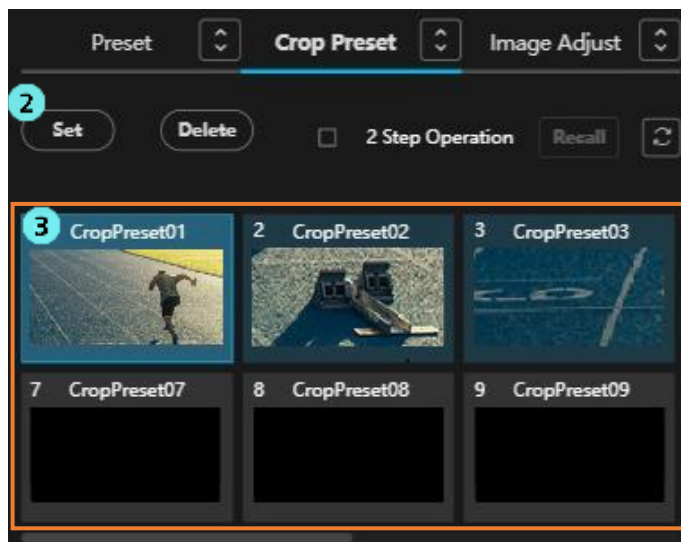 Preset Crop Preset Image Adjust
2
Set Delete 2 Step Operation Recall
3 CropPreset01 2 CropPreset02 3 CropPreset03
7 CropPreset07 8 CropPreset08 9 CropPreset09